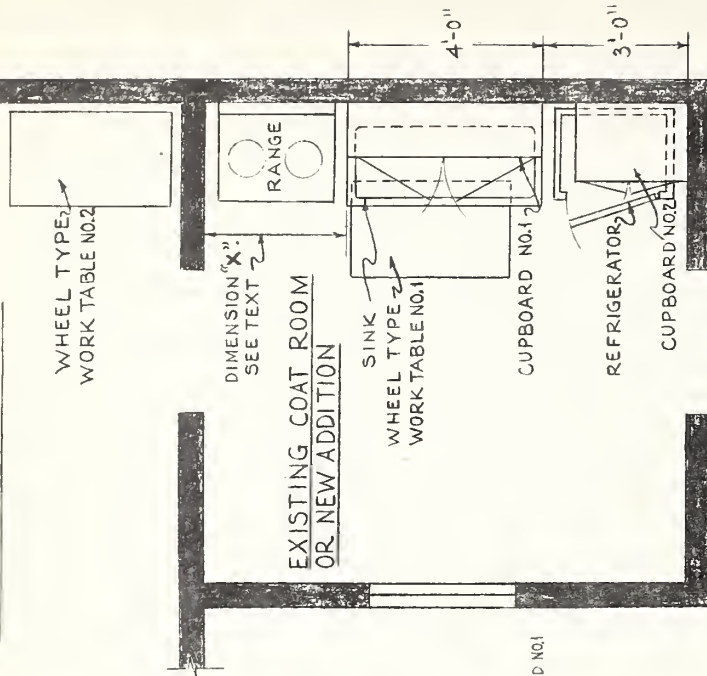 WHEEL TYPE
WORK TABLE NO.2
DIMENSION "X".
SEE TEXT
RANGE
EXISTING COAT ROOM
OR NEW ADDITION
SINK
WHEEL TYPE
WORK TABLE NO.1
CUPBOARD NO.1
REFRIGERATOR
CUPBOARD NO.2
4'-0"
3'-0"
D NO.1